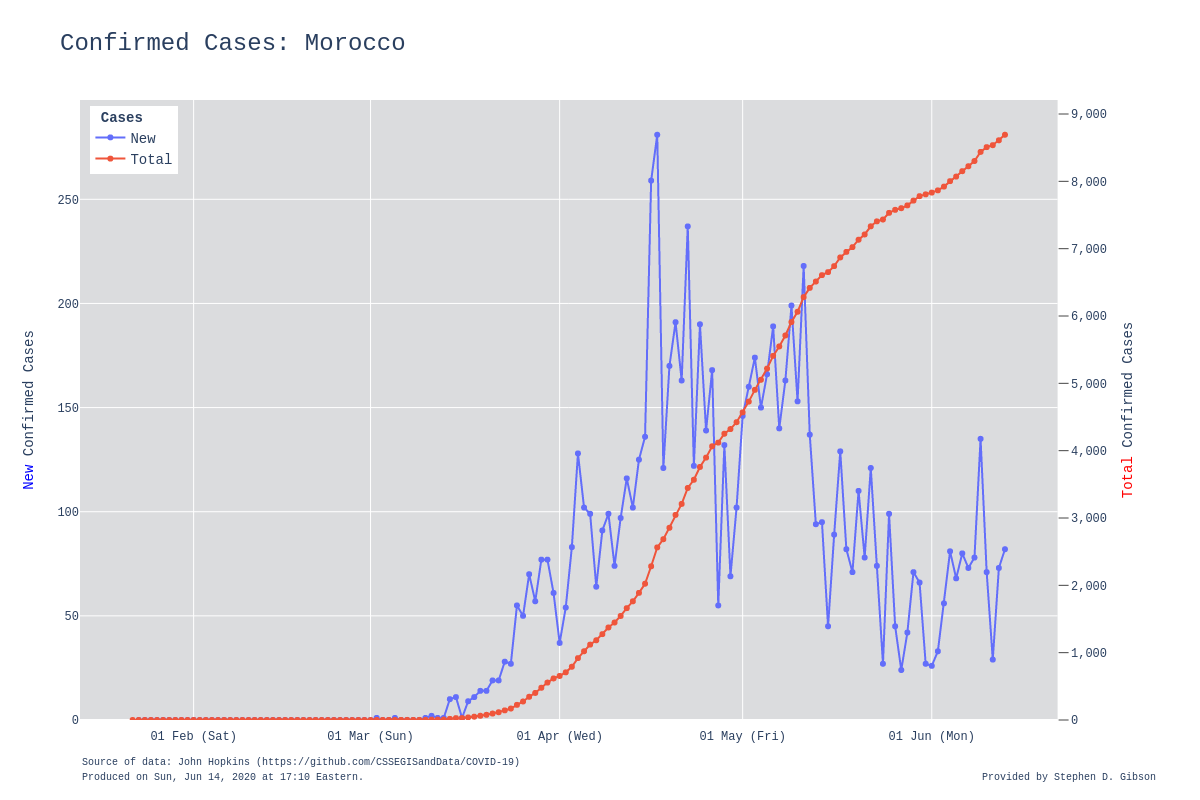 Confirmed Cases: Morocco
Cases
New
Total
250
200
150
100
50
0
New Confirmed Cases
9,000
8,000
7,000
6,000
5,000
4,000
3,000
2,000
1,000
0
Total Confirmed Cases
01 Feb (Sat)
01 Mar (Sun)
01 Apr (Wed)
01 May (Fri)
01 Jun (Mon)
Source of data: John Hopkins (https://github.com/CSSEGISandData/COVID-19)
Produced on Sun, Jun 14, 2020 at 17:10 Eastern.
Provided by Stephen D. Gibson